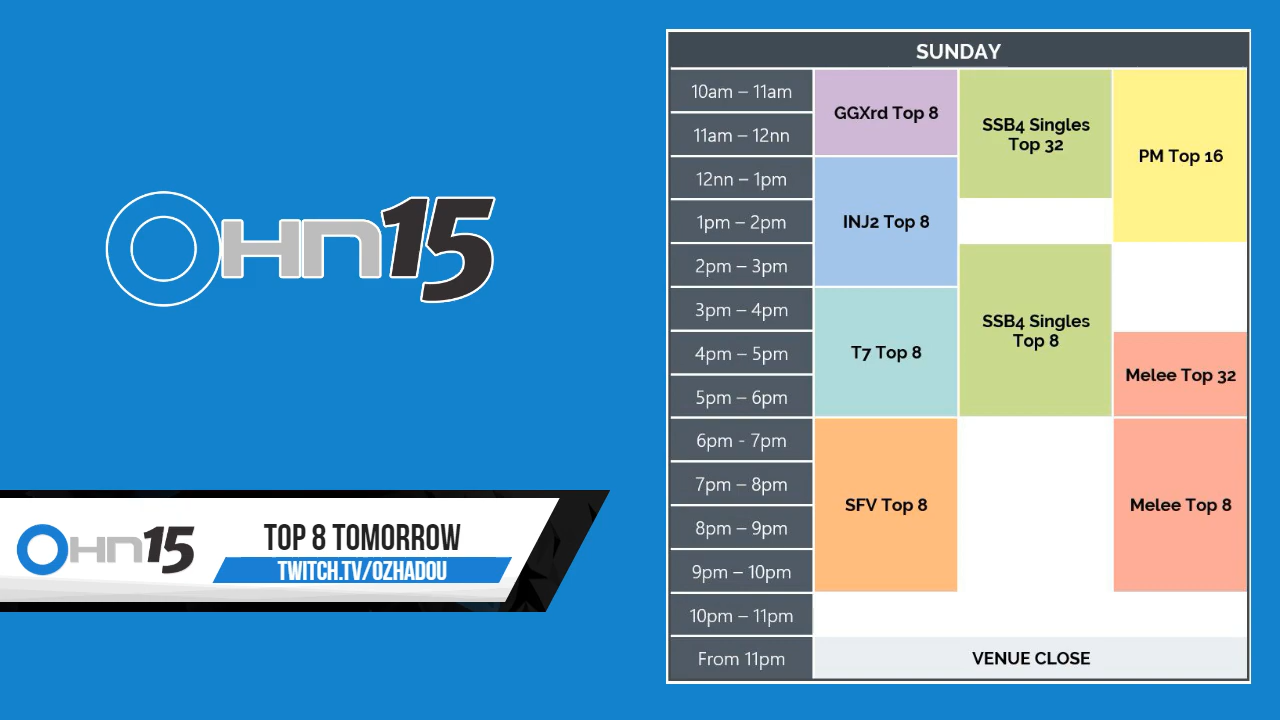 OHN15
TOP 8 TOMORROW
TWITCH.TV/OZHADOU
OHN15
SUNDAY
10am – 11am
11am – 12nn
12nn – 1pm
1pm – 2pm
2pm – 3pm
3pm – 4pm
4pm – 5pm
5pm – 6pm
6pm - 7pm
7pm – 8pm
8pm – 9pm
9pm – 10pm
10pm – 11pm
From 11pm
GGXrd Top 8
INJ2 Top 8
T7 Top 8
SFV Top 8
SSB4 Singles
Top 32
SSB4 Singles
Top 8
PM Top 16
Melee Top 32
Melee Top 8
VENUE CLOSE